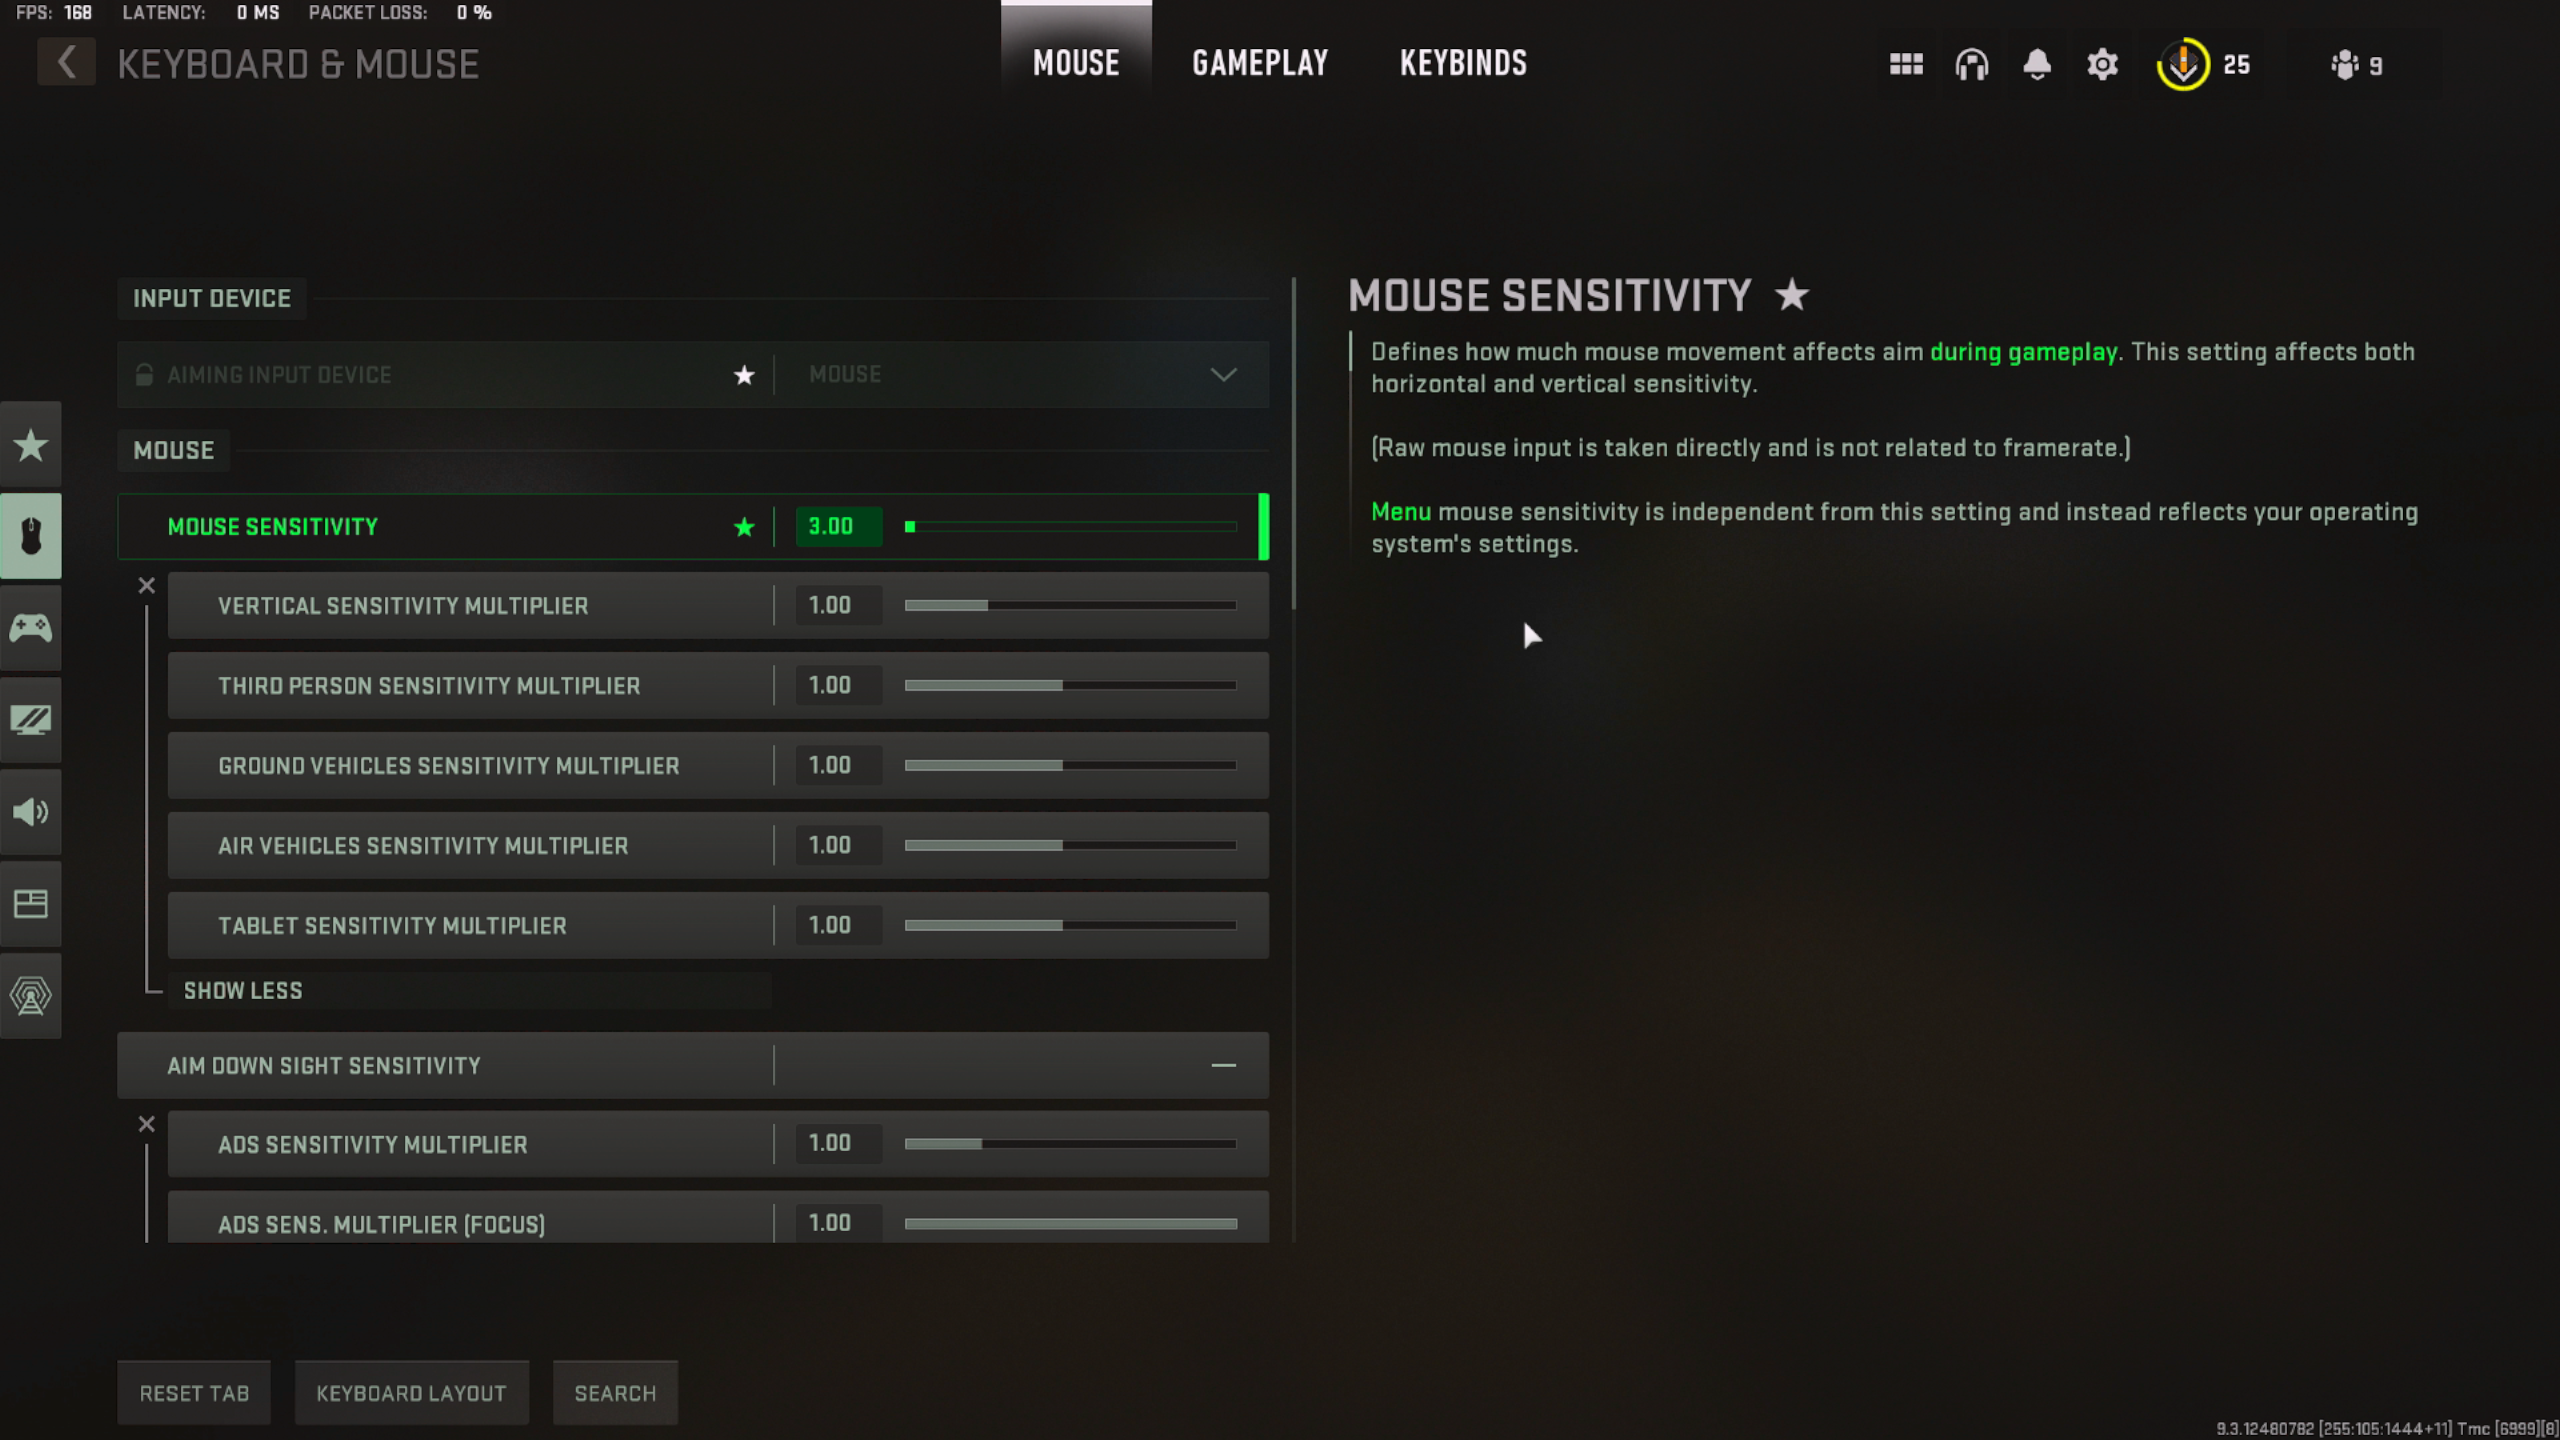 FPS: 168 LATENCY: 0 MS PACKET LOSS: 0 %
KEYBOARD & MOUSE
MOUSE GAMEPLAY KEYBINDS
25
9
INPUT DEVICE
AIMING INPUT DEVICE MOUSE
MOUSE
MOUSE SENSITIVITY 3.00
VERTICAL SENSITIVITY MULTIPLIER 1.00
THIRD PERSON SENSITIVITY MULTIPLIER 1.00
GROUND VEHICLES SENSITIVITY MULTIPLIER 1.00
AIR VEHICLES SENSITIVITY MULTIPLIER 1.00
TABLET SENSITIVITY MULTIPLIER 1.00
SHOW LESS
AIM DOWN SIGHT SENSITIVITY
ADS SENSITIVITY MULTIPLIER 1.00
ADS SENS. MULTIPLIER (FOCUS) 1.00
MOUSE SENSITIVITY
Defines how much mouse movement affects aim during gameplay. This setting affects both
horizontal and vertical sensitivity.
(Raw mouse input is taken directly and is not related to framerate.)
Menu mouse sensitivity is independent from this setting and instead reflects your operating
system's settings.
RESET TAB KEYBOARD LAYOUT SEARCH
9.3.12480782 [255:105:1444+11] Tmc [6999][8]